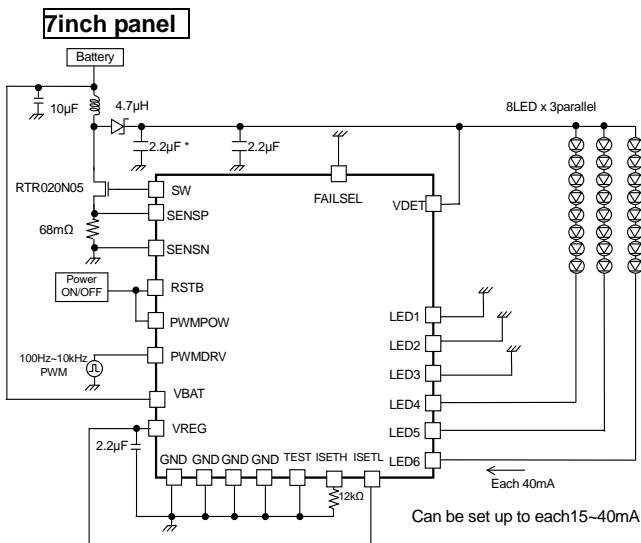 7inch panel
Battery
10µF
4.7µH
8LED x 3parallel
2.2µF *
2.2µF
RTR020N05
SW
FAILSEL
SENSP
VDET
68mΩ
SENSN
Power
ON/OFF
RSTB
PWMPOW
LED1
LED2
100Hz~10kHz
PWM
PWMDRV
LED3
VBAT
LED4
VREG
LED5
2.2µF
GND
GND
GND
GND
TEST
ISETH
ISETL
LED6
Each 40mA
12kΩ
Can be set up to each15~40mA